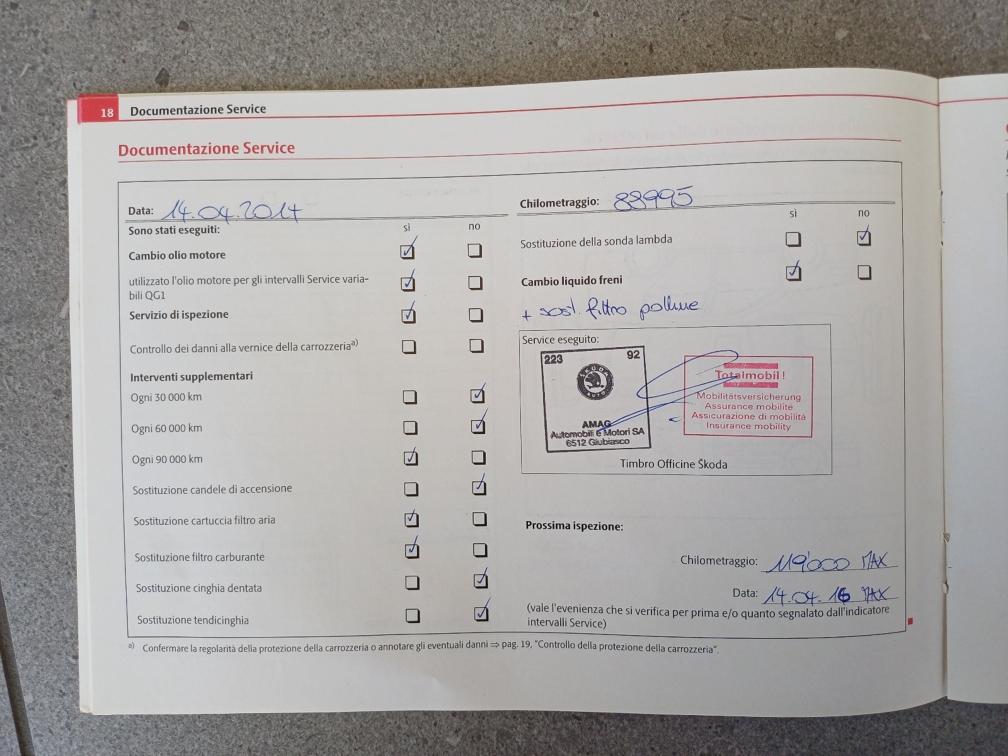 18 Documentazione Service
Documentazione Service
Data: 14.04.2014
Sono stati eseguiti: sì no
Cambio olio motore
utilizzato l'olio motore per gli intervalli Service varia-
bili QG1
Servizio di ispezione
Controllo dei danni alla vernice della carrozzeria a)
Interventi supplementari
Ogni 30 000 km
Ogni 60 000 km
Ogni 90 000 km
Sostituzione candele di accensione
Sostituzione cartuccia filtro aria
Sostituzione filtro carburante
Sostituzione cinghia dentata
Sostituzione tendicinghia
Chilometraggio: 88995
sì no
Sostituzione della sonda lambda
Cambio liquido freni
+ sost. filtro polline
Service eseguito:
223 92
ŠKODA
AUTO
AMAG
Automobili e Motori SA
6512 Giubiasco
Totalmobil!
Mobilitätsversicherung
Assurance mobilité
Assicurazione di mobilità
Insurance mobility
Timbro Officine Škoda
Prossima ispezione:
Chilometraggio: 119'000 MAX
Data: 14.04.16 MAX
(vale l'evenienza che si verifica per prima e/o quanto segnalato dall'indicatore
intervalli Service)
a) Confermare la regolarità della protezione della carrozzeria o annotare gli eventuali danni ⇒ pag. 19, "Controllo della protezione della carrozzeria".